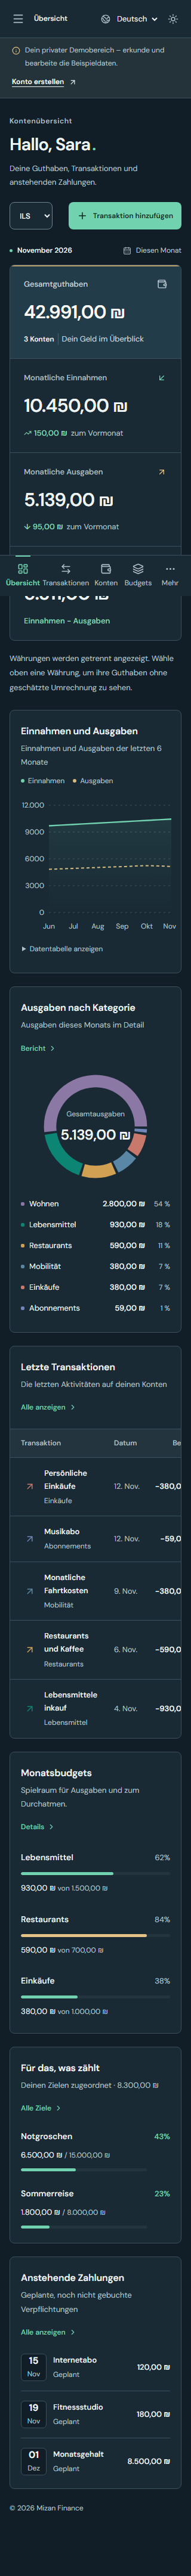 Übersicht
Deutsch
Dein privater Demobereich – erkunde und
bearbeite die Beispieldaten.
Konto erstellen
Kontenübersicht
Hallo, Sara.
Deine Guthaben, Transaktionen und
anstehenden Zahlungen.
ILS
Transaktion hinzufügen
November 2026
Diesen Monat
Gesamtguthaben
42.991,00 ₪
3 Konten
Dein Geld im Überblick
Monatliche Einnahmen
10.450,00 ₪
150,00 ₪ zum Vormonat
Monatliche Ausgaben
5.139,00 ₪
95,00 ₪ zum Vormonat
Übersicht
Transaktionen
Konten
Budgets
Mehr
Einnahmen - Ausgaben
Währungen werden getrennt angezeigt. Wähle
oben eine Währung, um ihre Guthaben ohne
geschätzte Umrechnung zu sehen.
Einnahmen und Ausgaben
Einnahmen und Ausgaben der letzten 6
Monate
Einnahmen
Ausgaben
12.000
9000
6000
3000
0
Jun Jul Aug Sep Okt Nov
Datentabelle anzeigen
Ausgaben nach Kategorie
Ausgaben dieses Monats im Detail
Bericht
Gesamtausgaben
5.139,00 ₪
Wohnen 2.800,00 ₪ 54 %
Lebensmittel 930,00 ₪ 18 %
Restaurants 590,00 ₪ 11 %
Mobilität 380,00 ₪ 7 %
Einkäufe 380,00 ₪ 7 %
Abonnements 59,00 ₪ 1 %
Letzte Transaktionen
Die letzten Aktivitäten auf deinen Konten
Alle anzeigen
Transaktion Datum Be
Persönliche
Einkäufe
Einkäufe
12. Nov. -380,0
Musikabo
Abonnements
12. Nov. -59,0
Monatliche
Fahrtkosten
Mobilität
9. Nov. -380,0
Restaurants
und Kaffee
Restaurants
6. Nov. -590,0
Lebensmittele
inkauf
Lebensmittel
4. Nov. -930,0
Monatsbudgets
Spielraum für Ausgaben und zum
Durchatmen.
Details
Lebensmittel 62%
930,00 ₪ von 1.500,00 ₪
Restaurants 84%
590,00 ₪ von 700,00 ₪
Einkäufe 38%
380,00 ₪ von 1.000,00 ₪
Für das, was zählt
Deinen Zielen zugeordnet · 8.300,00 ₪
Alle Ziele
Notgroschen 43%
6.500,00 ₪ / 15.000,00 ₪
Sommerreise 23%
1.800,00 ₪ / 8.000,00 ₪
Anstehende Zahlungen
Geplante, noch nicht gebuchte
Verpflichtungen
Alle anzeigen
15
Nov
Internetabo
Geplant
120,00 ₪
19
Nov
Fitnessstudio
Geplant
180,00 ₪
01
Dez
Monatsgehalt
Geplant
8.500,00 ₪
© 2026 Mizan Finance